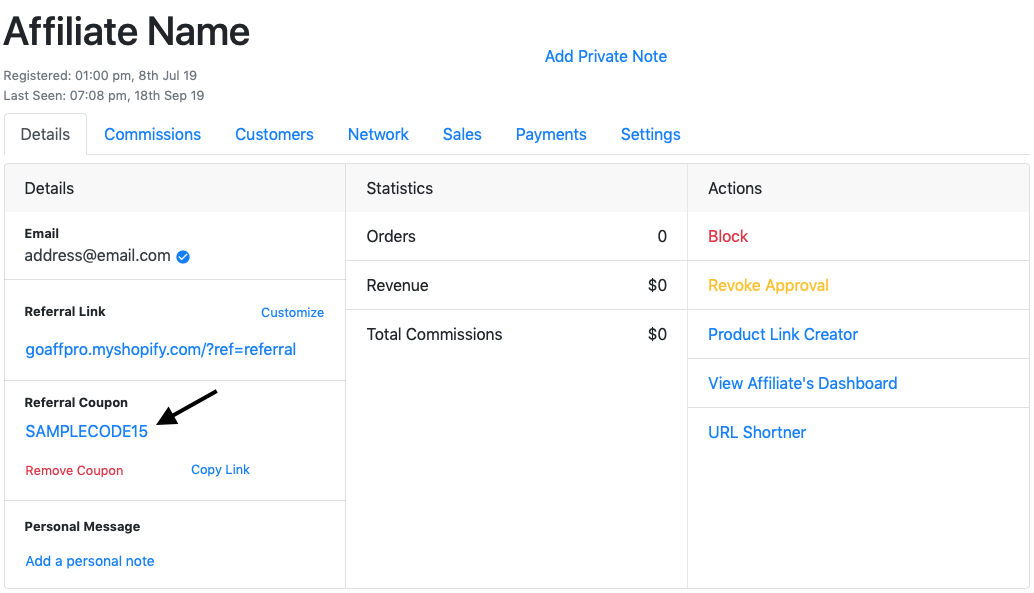 Affiliate Name
Add Private Note
Registered: 01:00 pm, 8th Jul 19
Last Seen: 07:08 pm, 18th Sep 19
Details Commissions Customers Network Sales Payments Settings
Details
Email
address@email.com
Referral Link Customize
goaffpro.myshopify.com/?ref=referral
Referral Coupon
SAMPLECODE15
Remove Coupon Copy Link
Personal Message
Add a personal note
Statistics
Orders 0
Revenue $0
Total Commissions $0
Actions
Block
Revoke Approval
Product Link Creator
View Affiliate's Dashboard
URL Shortner